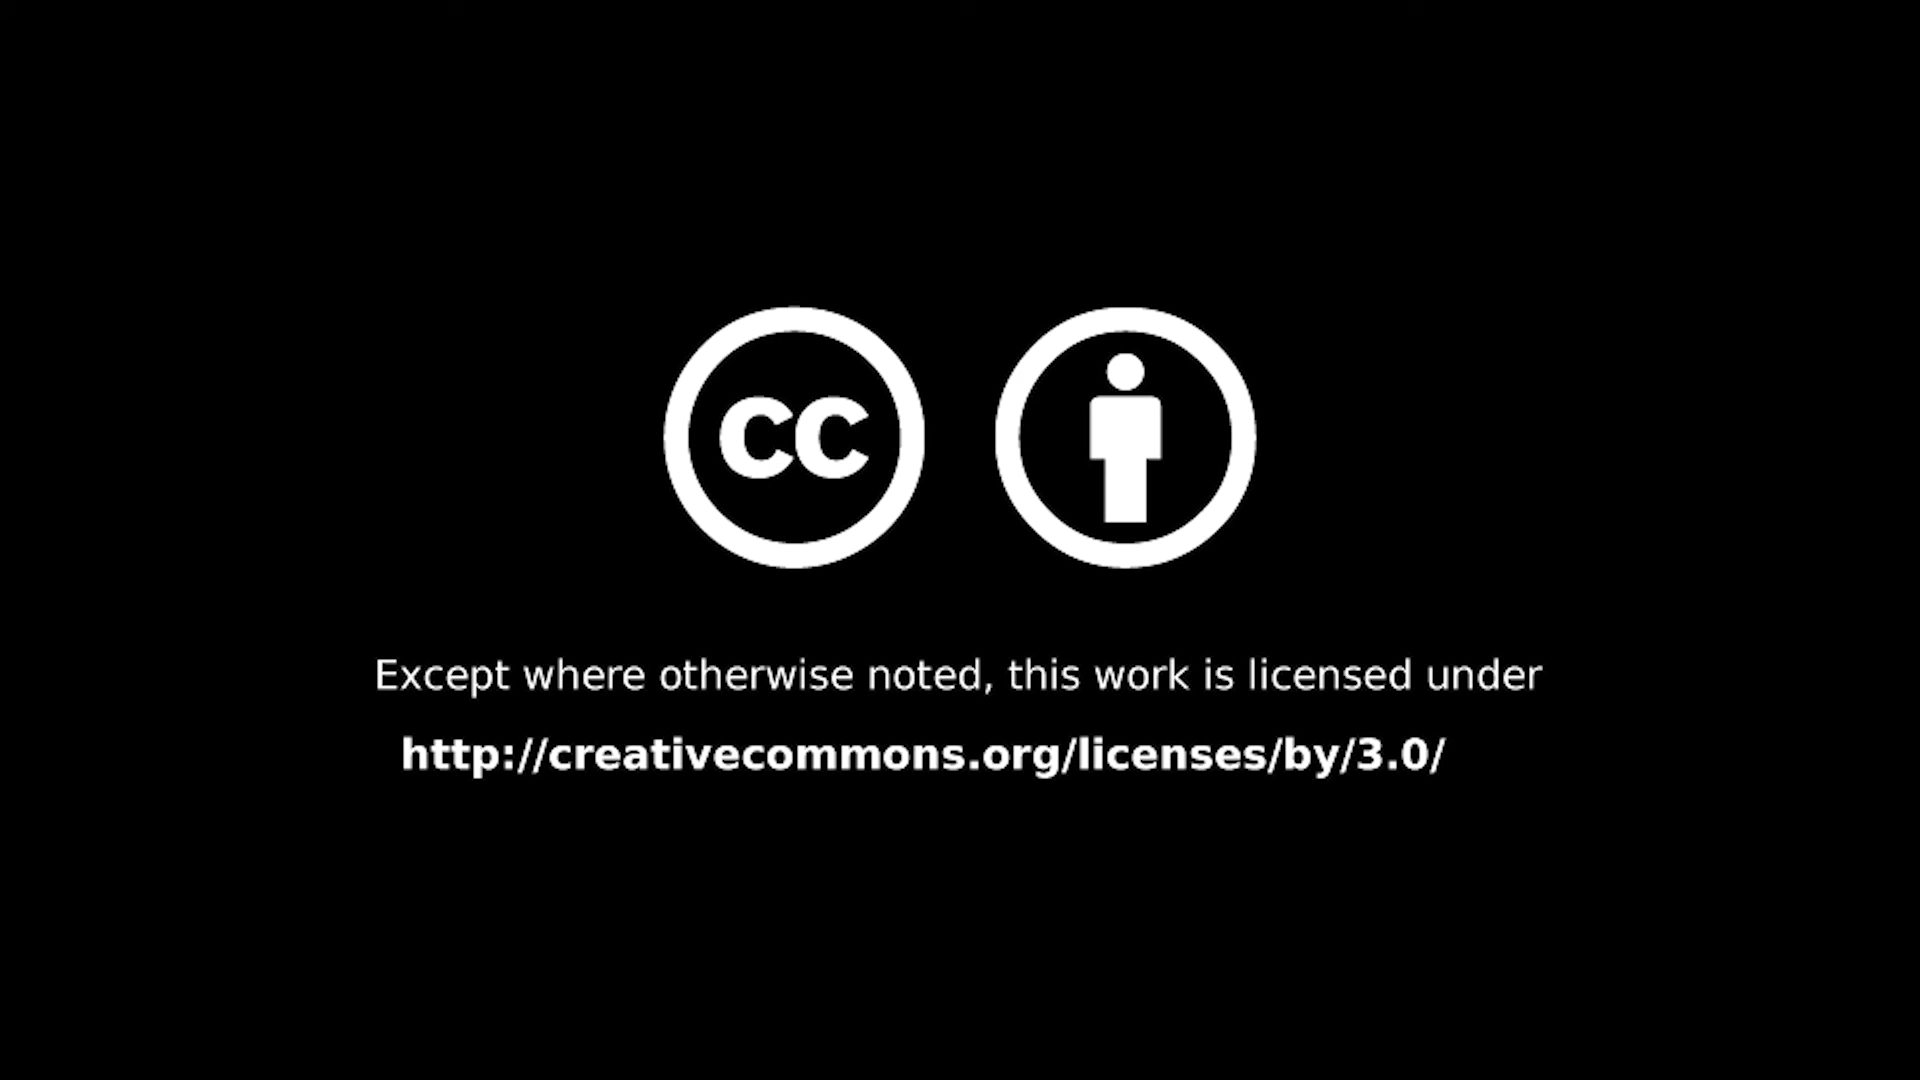 cc
Except where otherwise noted, this work is licensed under
http://creativecommons.org/licenses/by/3.0/